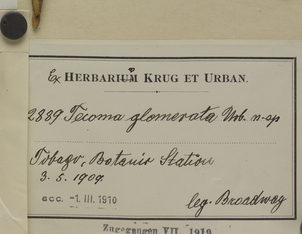 Ex HERBARIUM KRUG ET URBAN.
2889 Tecoma glomerata Urb. n. sp
Tobago, Botanic Station
3. 5. 1909
acc. -1. III. 1910
leg. Broadway
Zugegangen VII. 1919